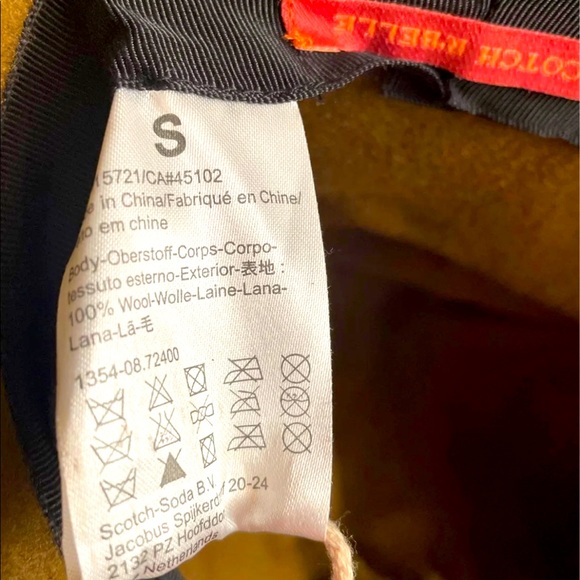 SCOTCH R'BELLE
S
15721/CA#45102
in China/Fabriqué en Chine/
em chine
Body-Oberstoff-Corps-Corpo-
tessuto esterno-Exterior-表地 :
100% Wool-Wolle-Laine-Lana-
Lana-Lã-毛
1354-08.72400
Scotch-Soda B.V.
Jacobus Spijkerd 20-24
2132 PZ Hoofddo
Netherlands